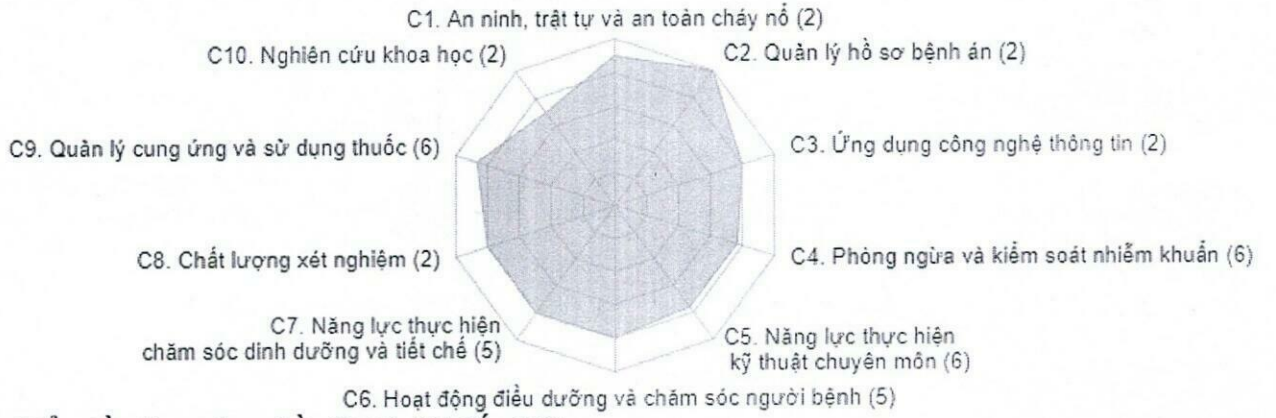 C1. An ninh, trật tự và an toàn cháy nổ (2)
C10. Nghiên cứu khoa học (2)
C2. Quản lý hồ sơ bệnh án (2)
C9. Quản lý cung ứng và sử dụng thuốc (6)
C3. Ứng dụng công nghệ thông tin (2)
C8. Chất lượng xét nghiệm (2)
C4. Phòng ngừa và kiểm soát nhiễm khuẩn (6)
C7. Năng lực thực hiện
chăm sóc dinh dưỡng và tiết chế (5)
C5. Năng lực thực hiện
kỹ thuật chuyên môn (6)
C6. Hoạt động điều dưỡng và chăm sóc người bệnh (5)